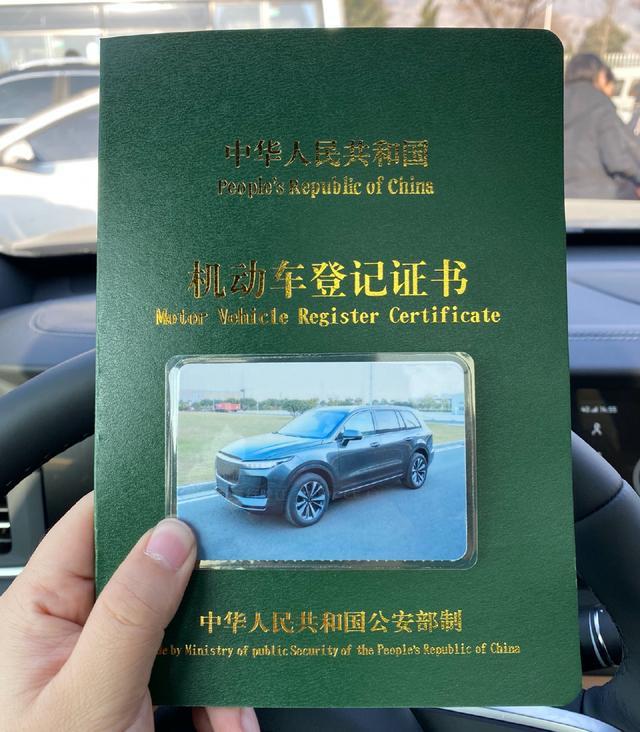 中华人民共和国
People's Republic of China
机动车登记证书
Motor Vehicle Register Certificate
中华人民共和国公安部制
by Ministry of public Security of the People's Republic of China